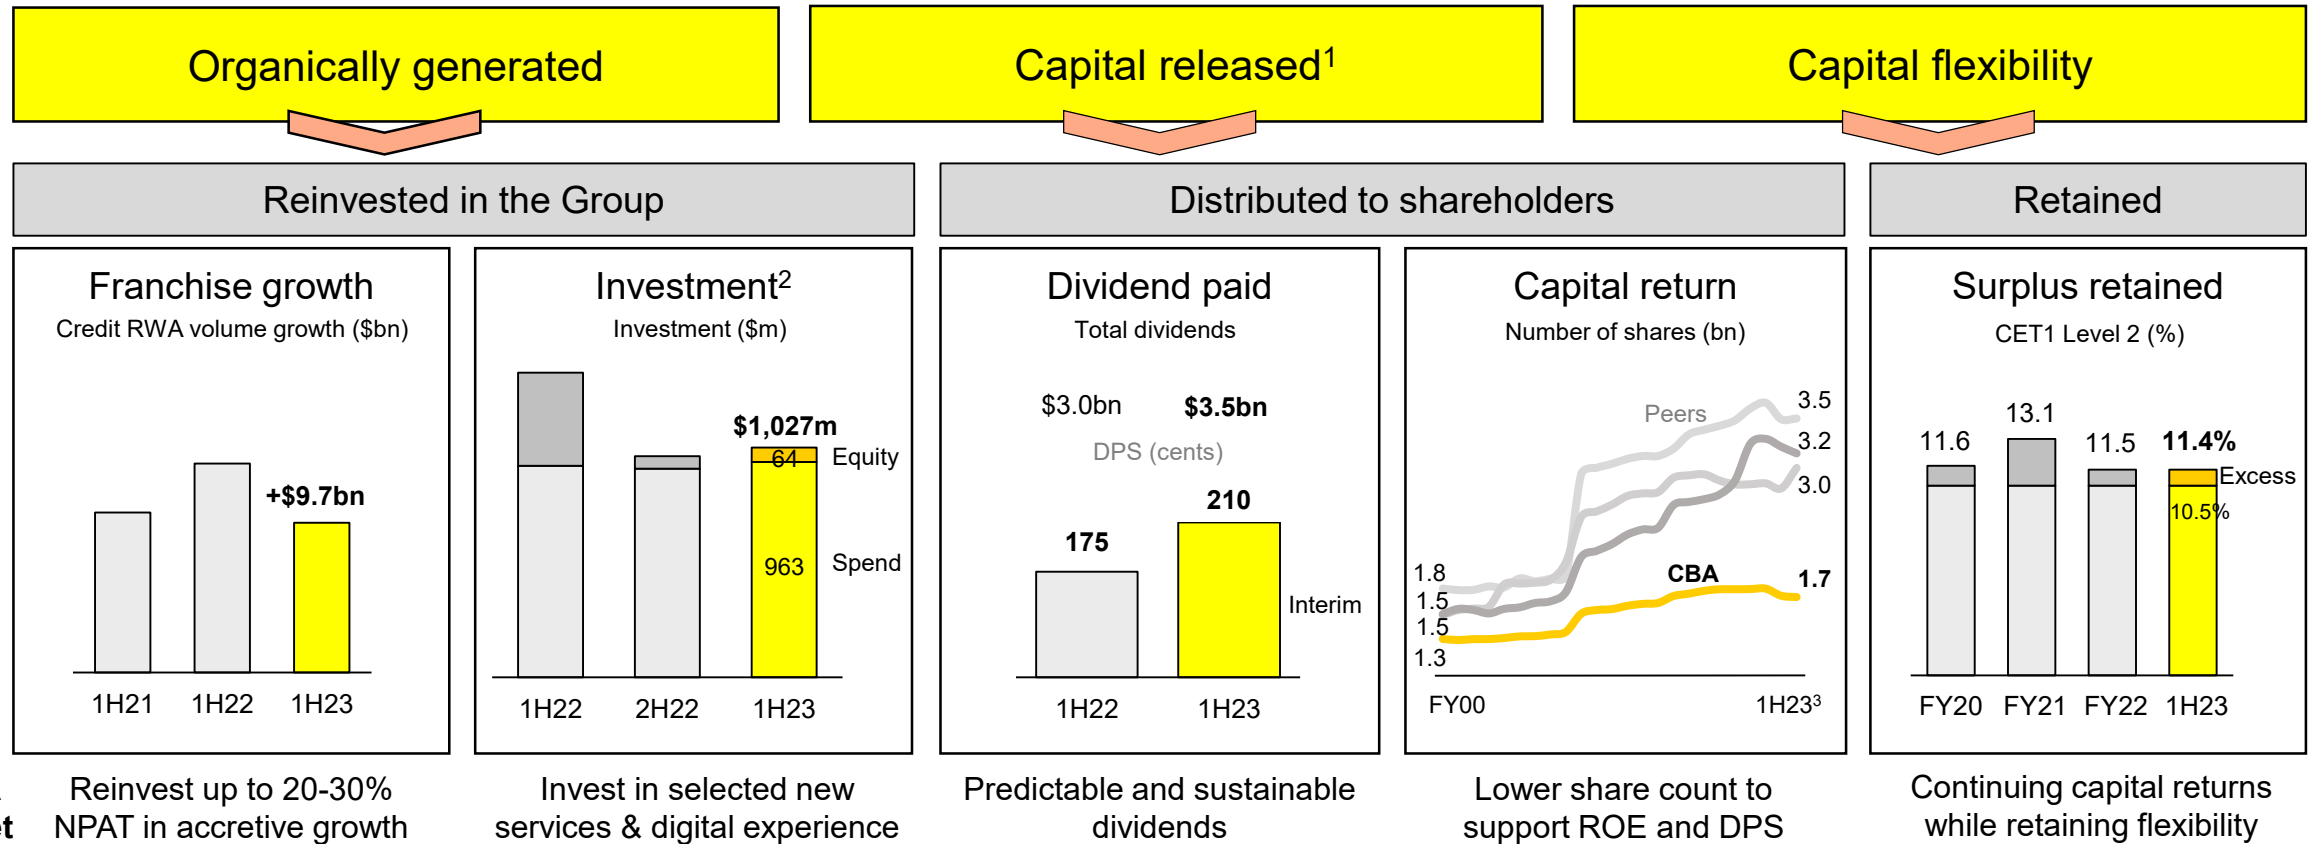 Organically generated
Capital released¹
Capital flexibility
Reinvested in the Group
Distributed to shareholders
Retained
Franchise growth
Credit RWA volume growth ($bn)
+$9.7bn
1H21 1H22 1H23
Investment²
Investment ($m)
$1,027m
64
Equity
963
Spend
1H22 2H22 1H23
Dividend paid
Total dividends
$3.0bn $3.5bn
DPS (cents)
175
210
Interim
1H22 1H23
Capital return
Number of shares (bn)
Peers
3.5
3.2
3.0
1.8
1.5
1.5
1.3
CBA
1.7
FY00 1H23³
Surplus retained
CET1 Level 2 (%)
11.6
13.1
11.5
11.4%
Excess
10.5%
FY20 FY21 FY22 1H23
Reinvest up to 20-30%
NPAT in accretive growth
Invest in selected new
services & digital experience
Predictable and sustainable
dividends
Lower share count to
support ROE and DPS
Continuing capital returns
while retaining flexibility